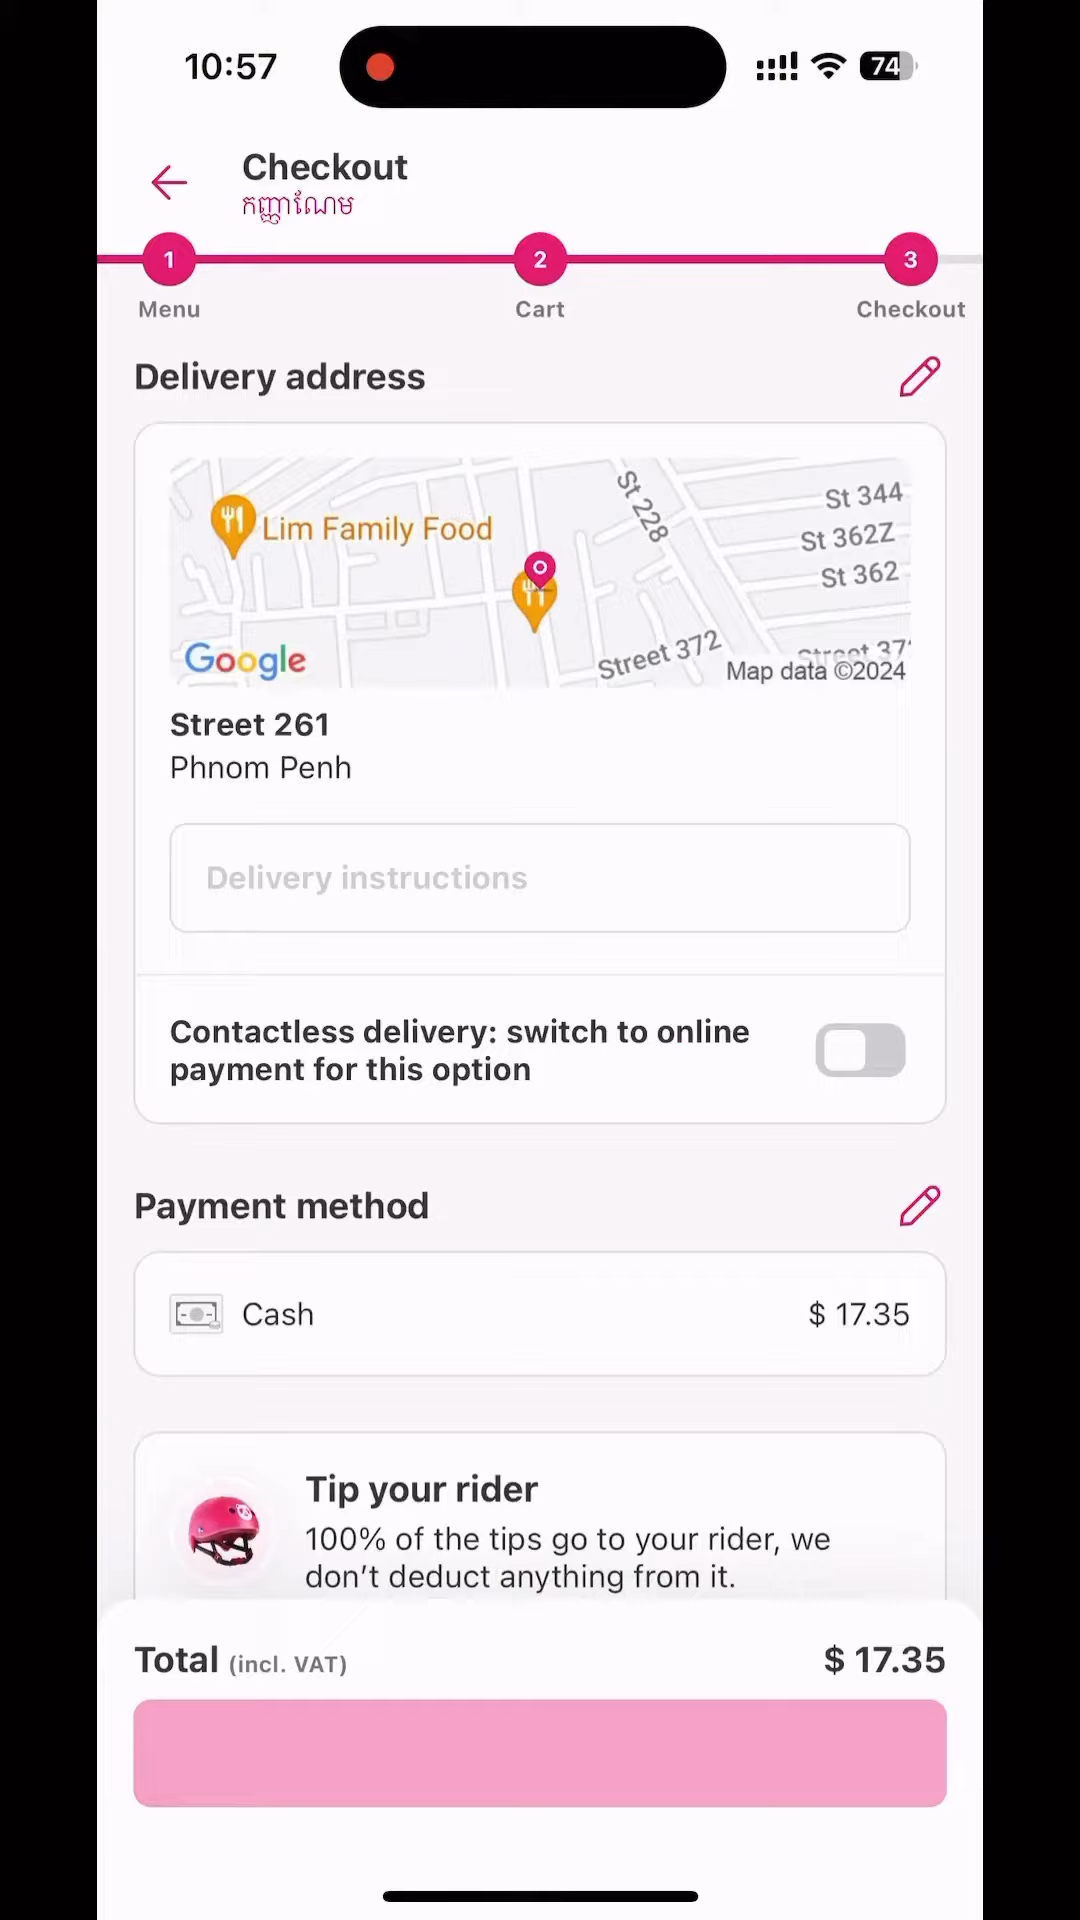 10:57
74
Checkout
កញ្ញាណែម
1
2
3
Menu
Cart
Checkout
Delivery address
Lim Family Food
St 228
St 344
St 362Z
St 362
Street 372
Google
Map data ©2024
Street 261
Phnom Penh
Delivery instructions
Contactless delivery: switch to online
payment for this option
Payment method
Cash
$ 17.35
Tip your rider
100% of the tips go to your rider, we
don't deduct anything from it.
Total (incl. VAT)
$ 17.35